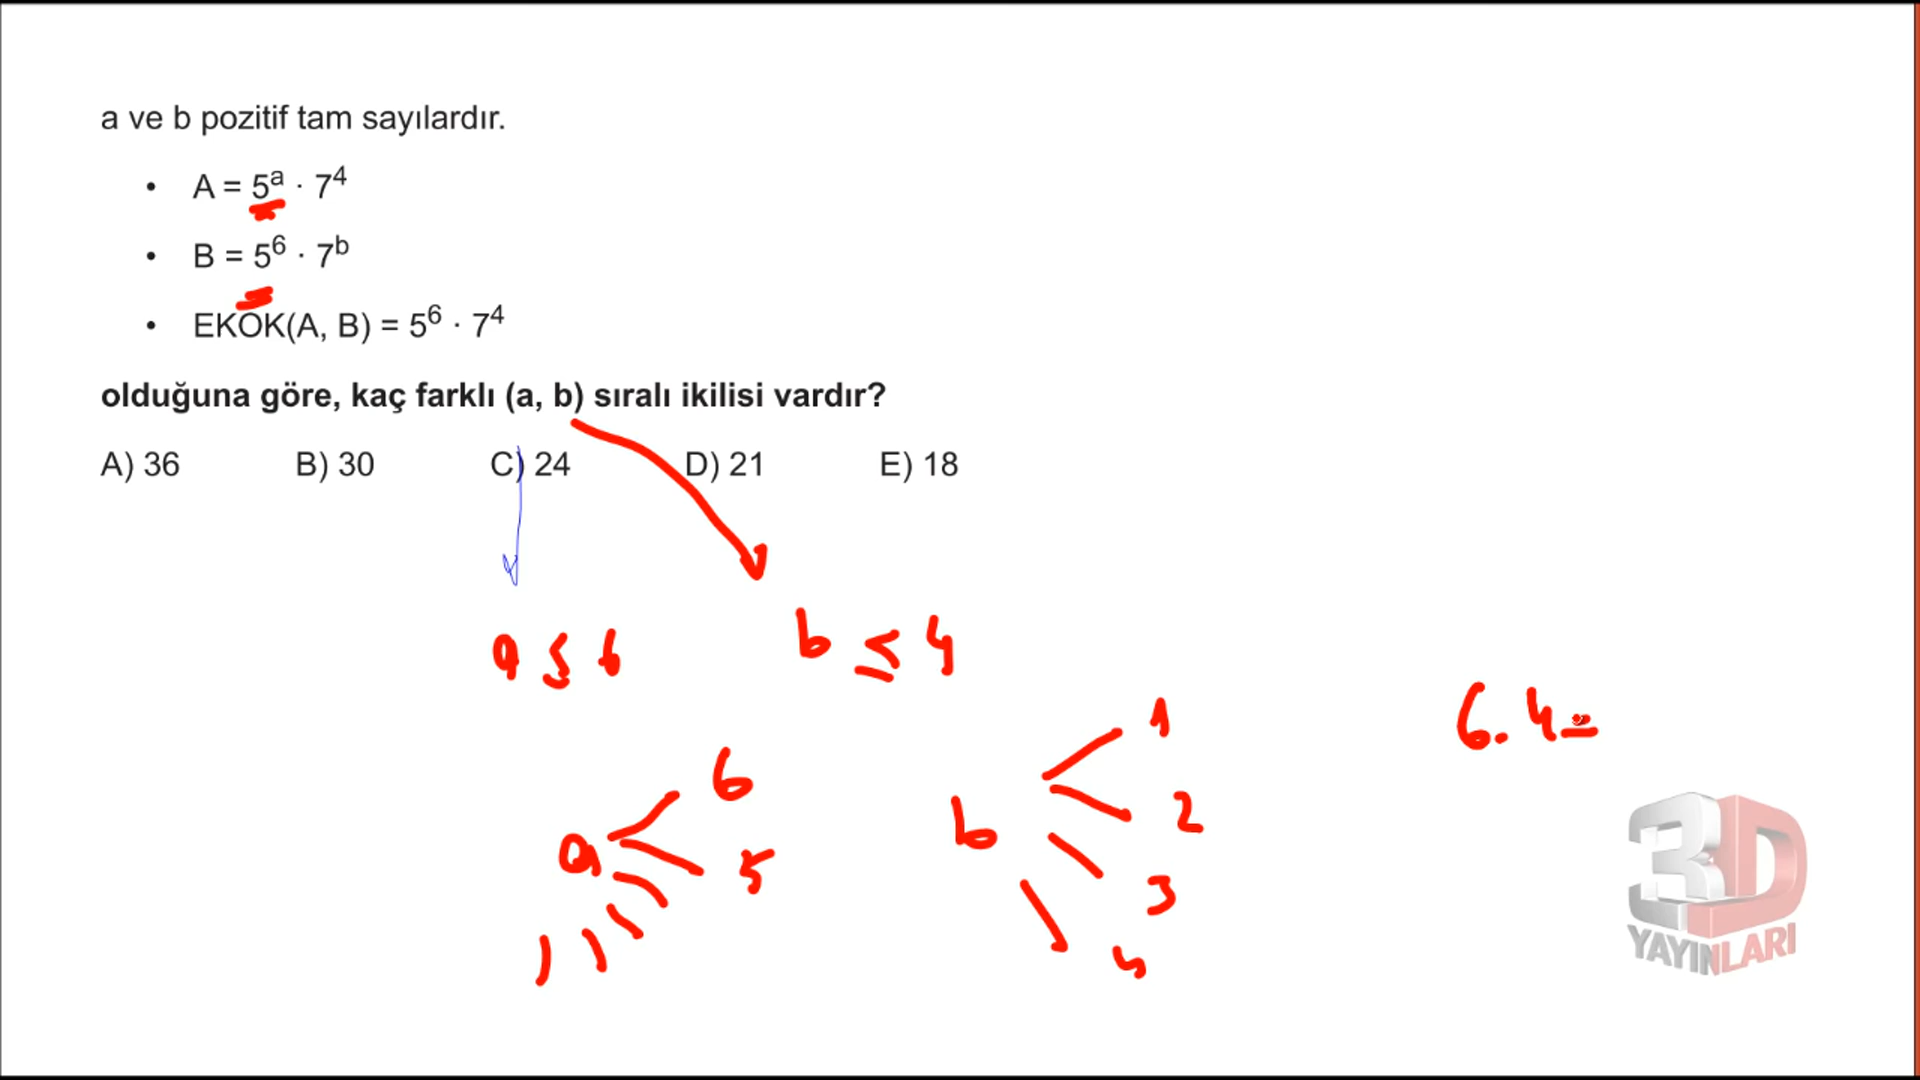 a ve b pozitif tam sayılardır.
• A = 5^a · 7^4
• B = 5^6 · 7^b
• EKOK(A, B) = 5^6 · 7^4
olduğuna göre, kaç farklı (a, b) sıralı ikilisi vardır?
A) 36 B) 30 C) 24 D) 21 E) 18
a ≤ 6 b ≤ 4
6.4=
a 6 5
b 1 2 3 4
3D
YAYINLARI